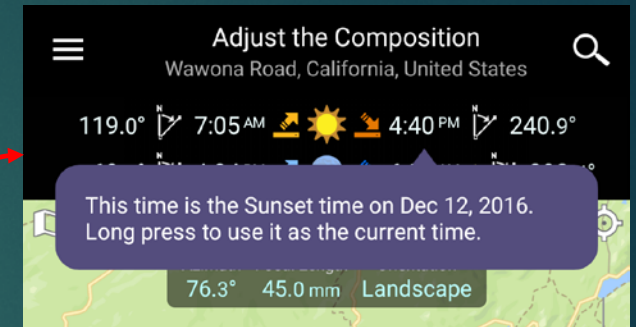 Adjust the Composition
Wawona Road, California, United States
119.0° N 7:05 AM 4:40 PM N 240.9°
This time is the Sunset time on Dec 12, 2016.
Long press to use it as the current time.
76.3° 45.0 mm Landscape